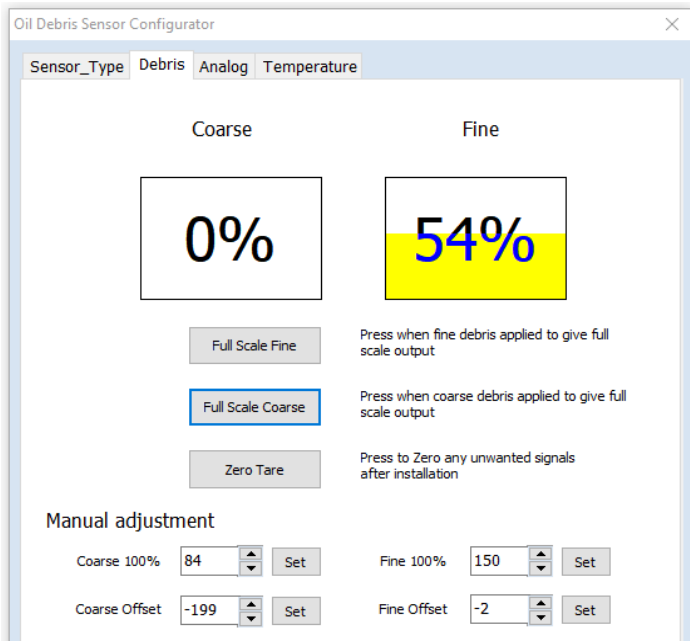 Oil Debris Sensor Configurator
Sensor_Type Debris Analog Temperature
Coarse Fine
0% 54%
Full Scale Fine Press when fine debris applied to give full
scale output
Full Scale Coarse Press when coarse debris applied to give full
scale output
Zero Tare Press to Zero any unwanted signals
after installation
Manual adjustment
Coarse 100% 84 Set Fine 100% 150 Set
Coarse Offset -199 Set Fine Offset -2 Set